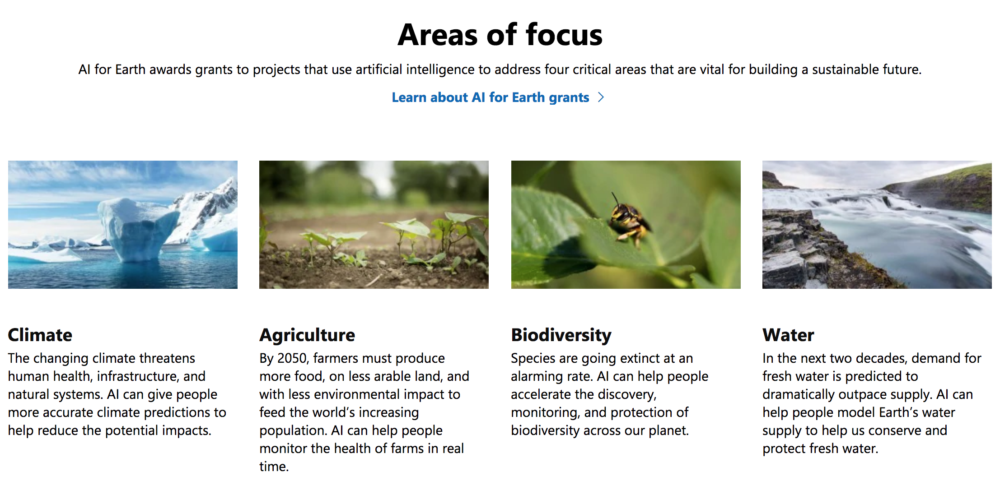 Areas of focus
AI for Earth awards grants to projects that use artificial intelligence to address four critical areas that are vital for building a sustainable future.
Learn about AI for Earth grants
Climate
The changing climate threatens
human health, infrastructure, and
natural systems. AI can give people
more accurate climate predictions to
help reduce the potential impacts.
Agriculture
By 2050, farmers must produce
more food, on less arable land, and
with less environmental impact to
feed the world’s increasing
population. AI can help people
monitor the health of farms in real
time.
Biodiversity
Species are going extinct at an
alarming rate. AI can help people
accelerate the discovery,
monitoring, and protection of
biodiversity across our planet.
Water
In the next two decades, demand for
fresh water is predicted to
dramatically outpace supply. AI can
help people model Earth’s water
supply to help us conserve and
protect fresh water.